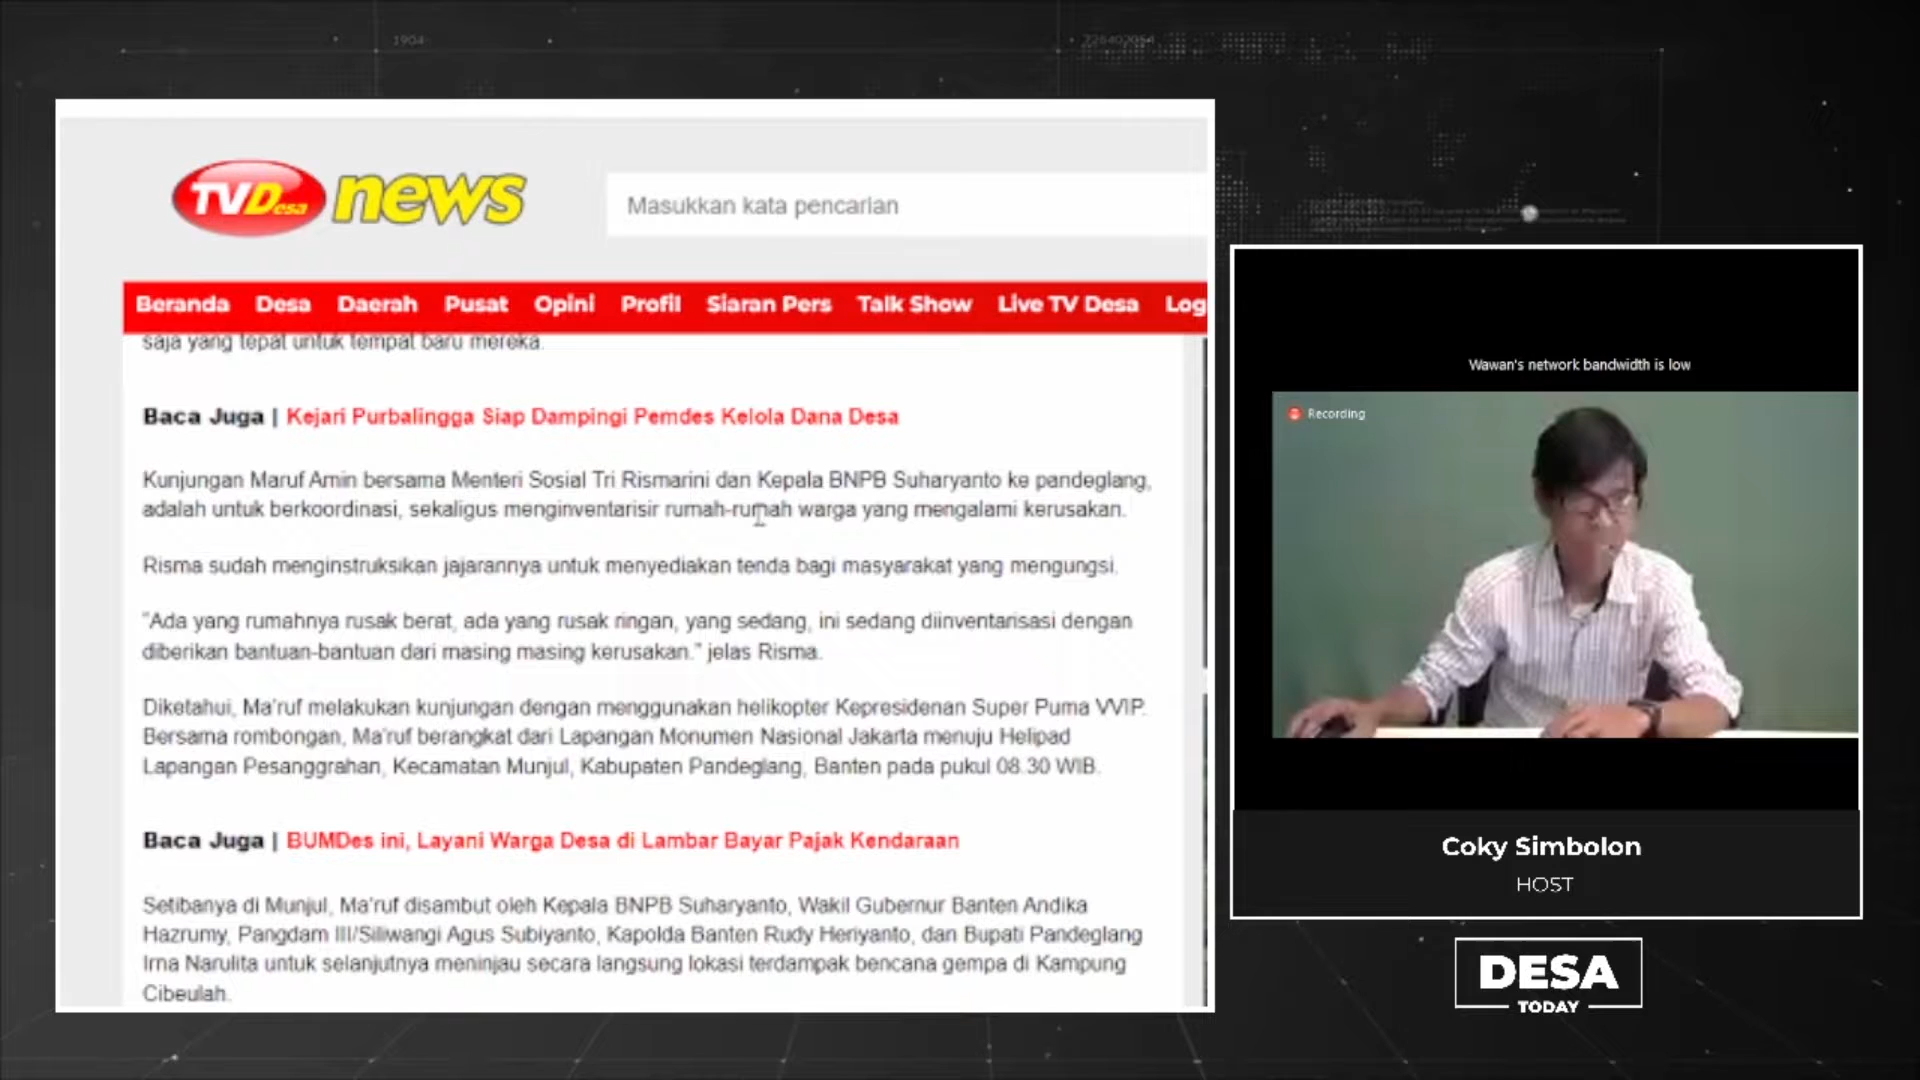 1904
TVDesa news
Masukkan kata pencarian
Beranda Desa Daerah Pusat Opini Profil Siaran Pers Talk Show Live TV Desa Log
saja yang tepat untuk tempat baru mereka.
Baca Juga | Kejari Purbalingga Siap Dampingi Pemdes Kelola Dana Desa
Kunjungan Maruf Amin bersama Menteri Sosial Tri Rismarini dan Kepala BNPB Suharyanto ke pandeglang,
adalah untuk berkoordinasi, sekaligus menginventarisir rumah-rumah warga yang mengalami kerusakan.
Risma sudah menginstruksikan jajarannya untuk menyediakan tenda bagi masyarakat yang mengungsi.
"Ada yang rumahnya rusak berat, ada yang rusak ringan, yang sedang, ini sedang diinventarisasi dengan
diberikan bantuan-bantuan dari masing masing kerusakan." jelas Risma.
Diketahui, Ma'ruf melakukan kunjungan dengan menggunakan helikopter Kepresidenan Super Puma VVIP.
Bersama rombongan, Ma'ruf berangkat dari Lapangan Monumen Nasional Jakarta menuju Helipad
Lapangan Pesanggrahan, Kecamatan Munjul, Kabupaten Pandeglang, Banten pada pukul 08.30 WIB.
Baca Juga | BUMDes ini, Layani Warga Desa di Lambar Bayar Pajak Kendaraan
Setibanya di Munjul, Ma'ruf disambut oleh Kepala BNPB Suharyanto, Wakil Gubernur Banten Andika
Hazrumy, Pangdam III/Siliwangi Agus Subiyanto, Kapolda Banten Rudy Heriyanto, dan Bupati Pandeglang
Irna Narulita untuk selanjutnya meninjau secara langsung lokasi terdampak bencana gempa di Kampung
Cibeulah.
Wawan's network bandwidth is low
Recording
Coky Simbolon
HOST
DESA
TODAY